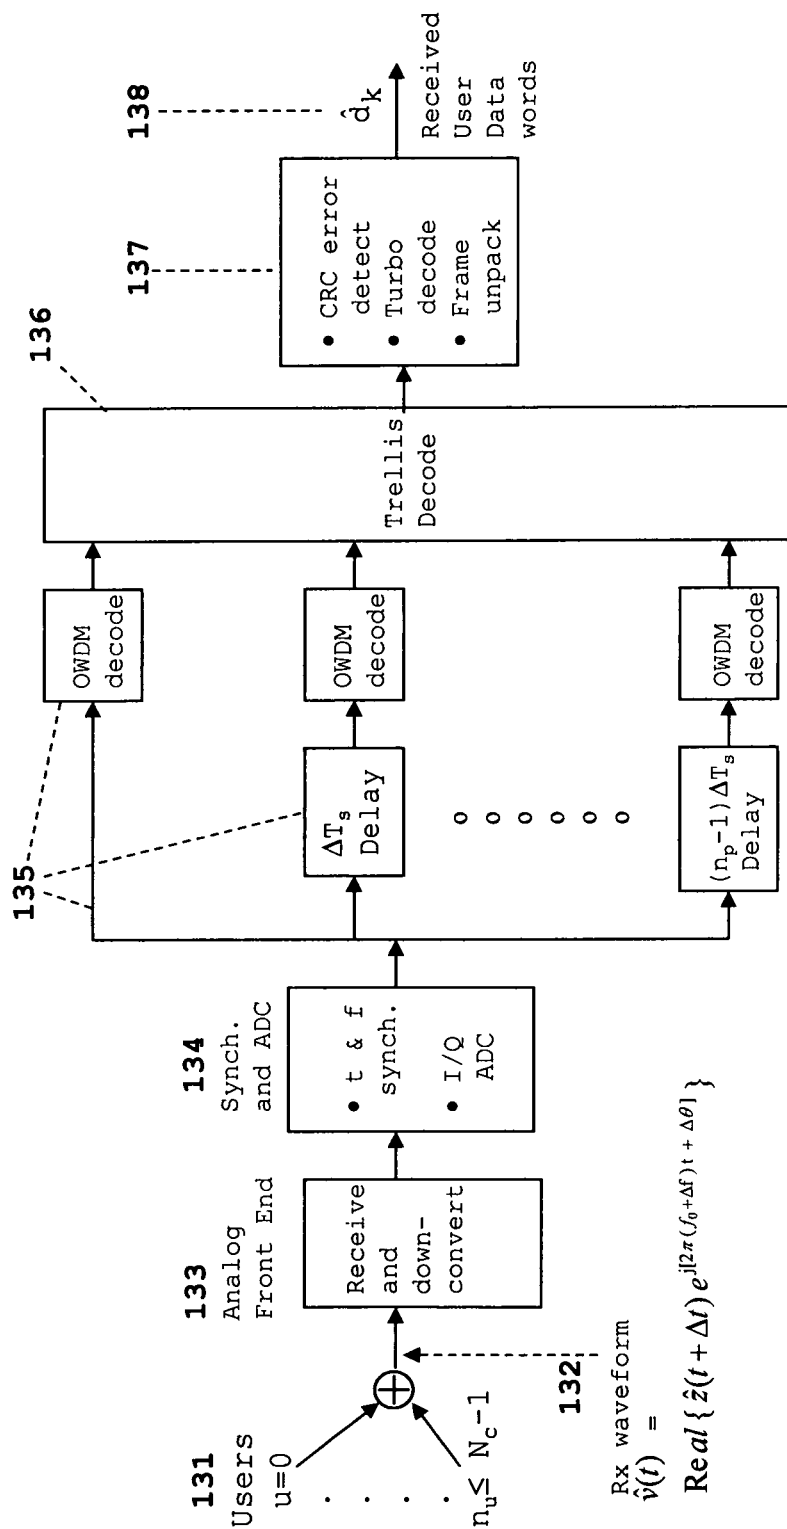 131
Users
u=0
. . . .
nᵤ≤ N_c-1
132
Rx waveform
v̂(t) =
Real { ẑ(t + Δt) e^{j[2π(f₀+Δf)t + Δθ]} }
133
Analog
Front End
Receive
and
down-
convert
134
Synch.
and ADC
• t & f
synch.
• I/Q
ADC
135
OWDM
decode
ΔTₛ
Delay
OWDM
decode
o o o o o o
(n_p-1)ΔTₛ
Delay
OWDM
decode
136
Trellis
Decode
137
• CRC error
detect
• Turbo
decode
• Frame
unpack
138
d̂ₖ
Received
User
Data
words